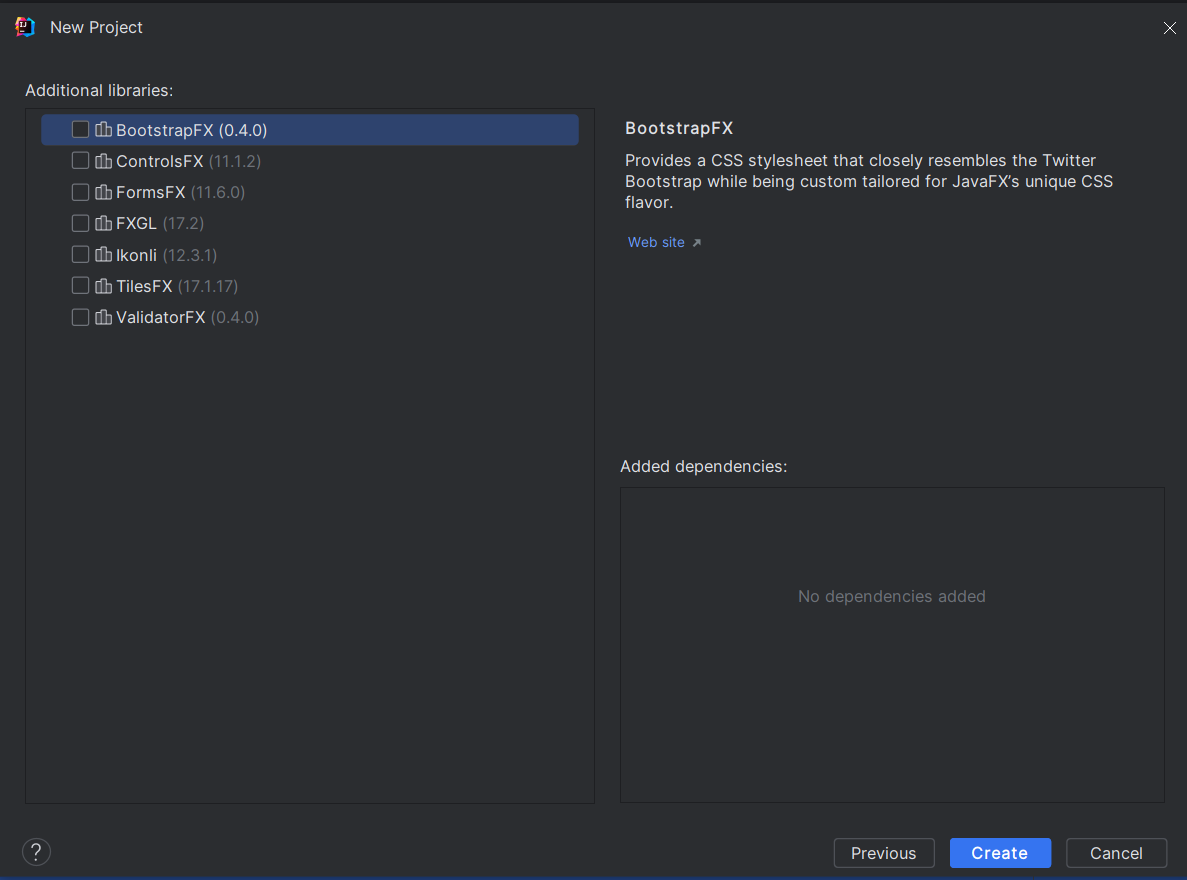 New Project
Additional libraries:
BootstrapFX (0.4.0)
ControlsFX (11.1.2)
FormsFX (11.6.0)
FXGL (17.2)
Ikonli (12.3.1)
TilesFX (17.1.17)
ValidatorFX (0.4.0)
BootstrapFX
Provides a CSS stylesheet that closely resembles the Twitter
Bootstrap while being custom tailored for JavaFX's unique CSS
flavor.
Web site ↗
Added dependencies:
No dependencies added
?
Previous
Create
Cancel